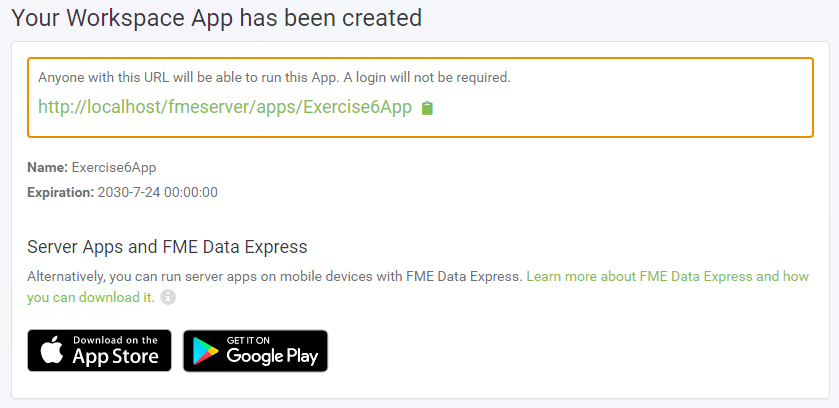 Your Workspace App has been created
Anyone with this URL will be able to run this App. A login will not be required.
http://localhost/fmeserver/apps/Exercise6App
Name: Exercise6App
Expiration: 2030-7-24 00:00:00
Server Apps and FME Data Express
Alternatively, you can run server apps on mobile devices with FME Data Express. Learn more about FME Data Express and how
you can download it.
Download on the
App Store
GET IT ON
Google Play